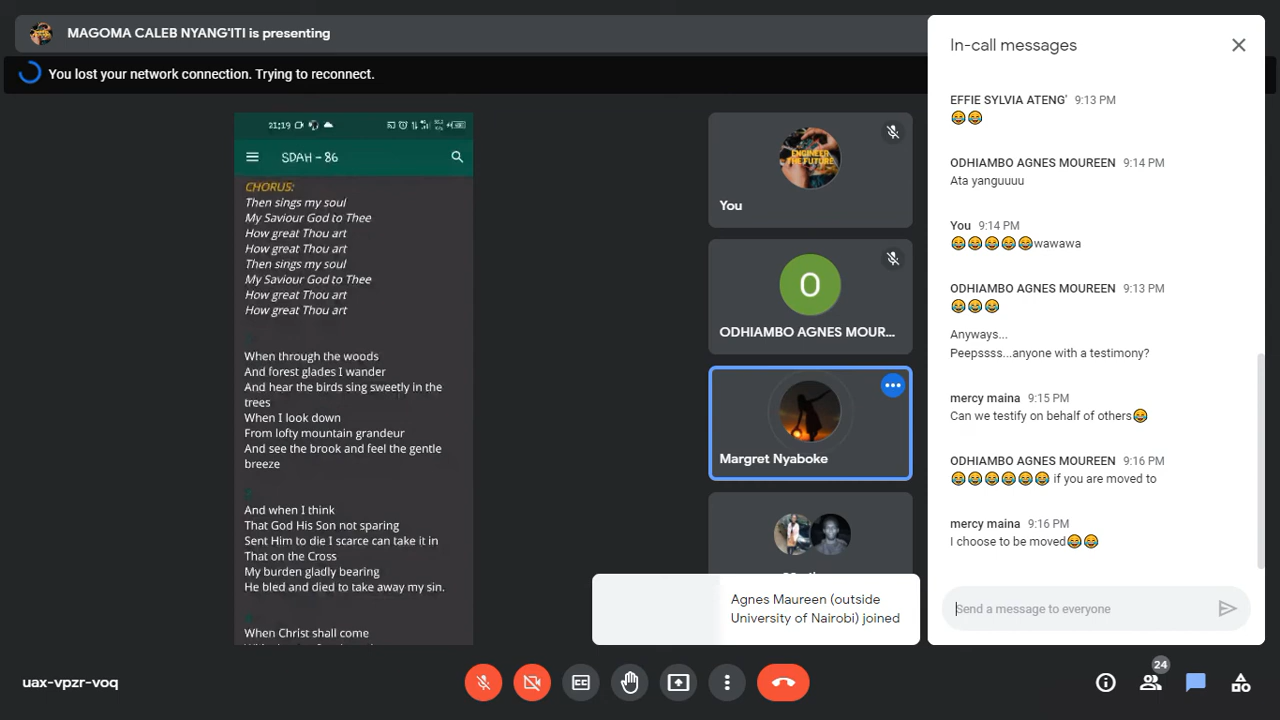 MAGOMA CALEB NYANG'ITI is presenting
You lost your network connection. Trying to reconnect.
21:19
SDAH - 86
CHORUS:
Then sings my soul
My Saviour God to Thee
How great Thou art
How great Thou art
Then sings my soul
My Saviour God to Thee
How great Thou art
How great Thou art
When through the woods
And forest glades I wander
And hear the birds sing sweetly in the
trees
When I look down
From lofty mountain grandeur
And see the brook and feel the gentle
breeze
And when I think
That God His Son not sparing
Sent Him to die I scarce can take it in
That on the Cross
My burden gladly bearing
He bled and died to take away my sin.
When Christ shall come
ENGINEER
THE FUTURE
You
O
ODHIAMBO AGNES MOUR...
Margret Nyaboke
Agnes Maureen (outside
University of Nairobi) joined
In-call messages
EFFIE SYLVIA ATENG' 9:13 PM
😂😂
ODHIAMBO AGNES MOUREEN 9:14 PM
Ata yanguuuu
You 9:14 PM
😂😂😂😂😂wawawa
ODHIAMBO AGNES MOUREEN 9:13 PM
😂😂😂
Anyways...
Peepssss...anyone with a testimony?
mercy maina 9:15 PM
Can we testify on behalf of others😂
ODHIAMBO AGNES MOUREEN 9:16 PM
😂😂😂😂😂😂 if you are moved to
mercy maina 9:16 PM
I choose to be moved😂😂
Send a message to everyone
uax-vpzr-voq
CC
24